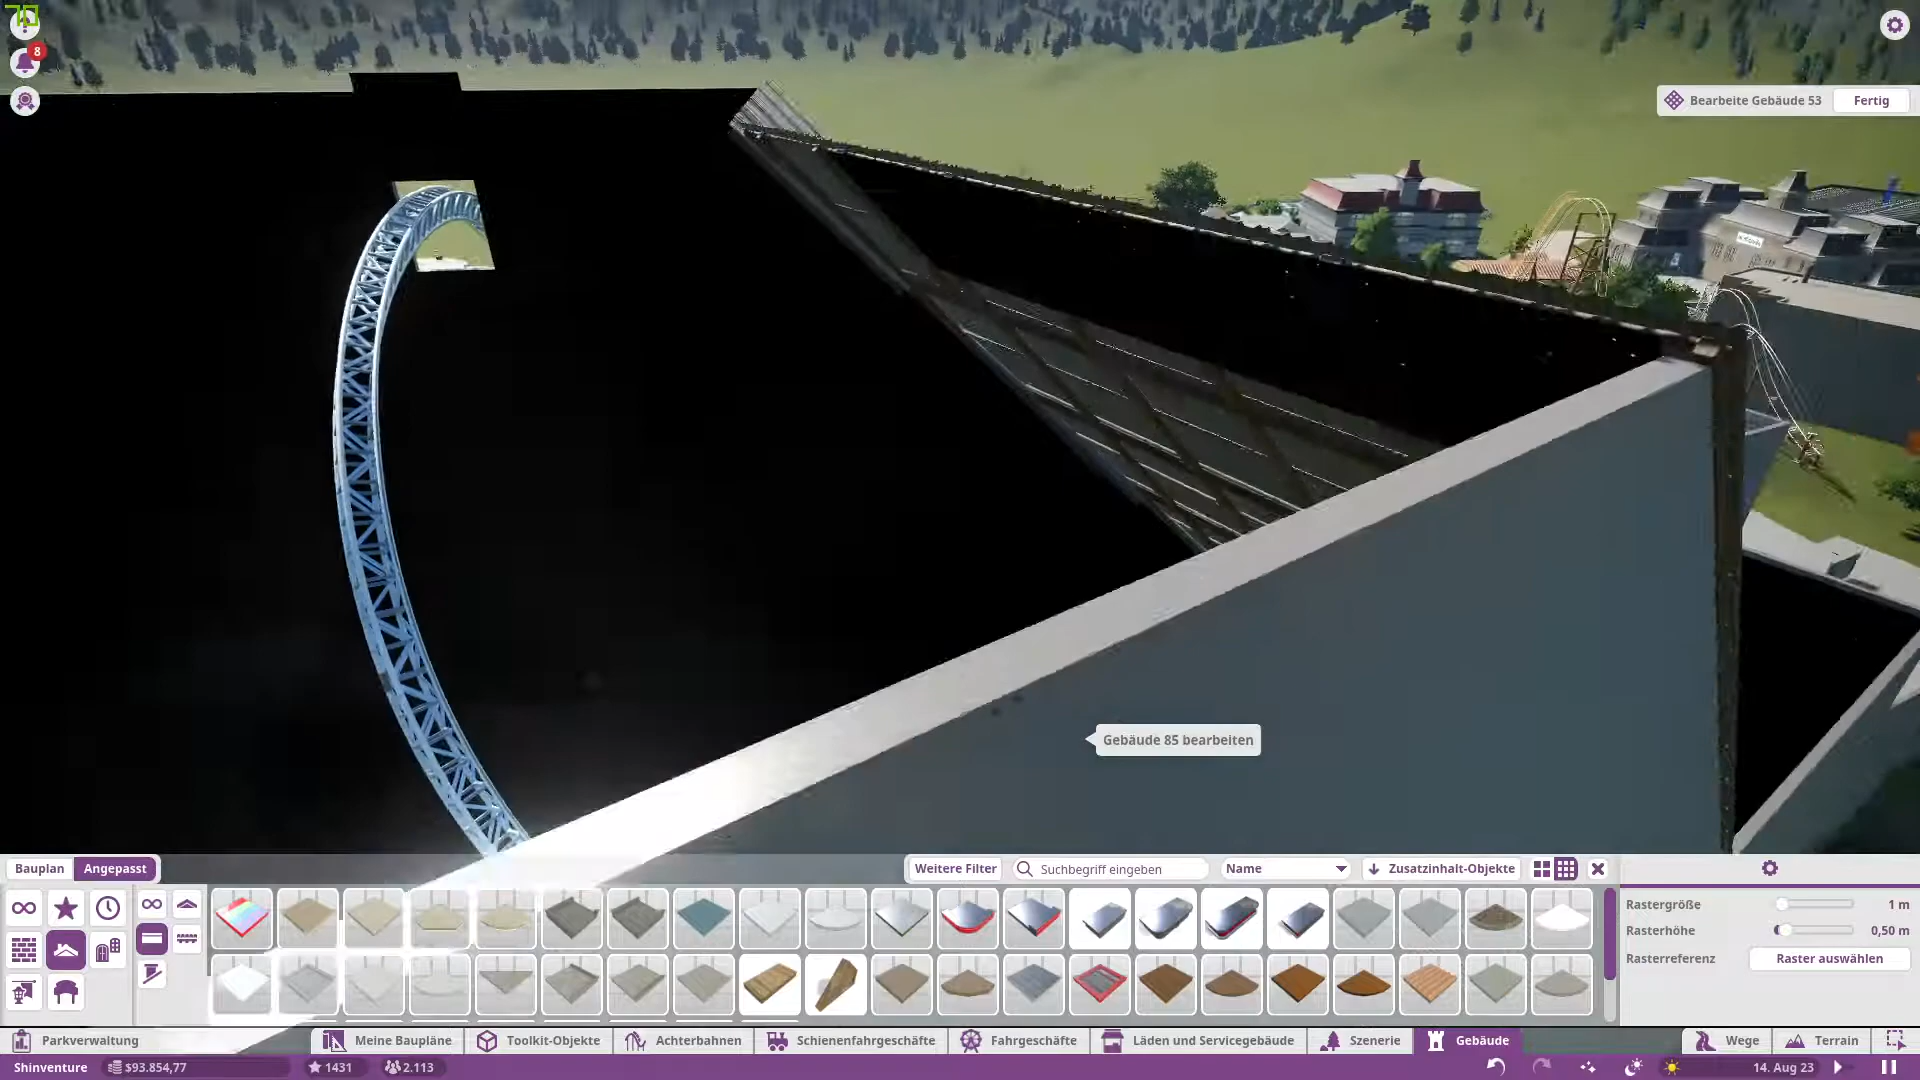 8
Bearbeite Gebäude 53
Fertig
Gebäude 85 bearbeiten
Bauplan
Angepasst
Weitere Filter
Suchbegriff eingeben
Name
Zusatzinhalt-Objekte
Rastergröße
1 m
Rasterhöhe
0,50 m
Rasterreferenz
Raster auswählen
Parkverwaltung
Meine Baupläne
Toolkit-Objekte
Achterbahnen
Schienenfahrgeschäfte
Fahrgeschäfte
Läden und Servicegebäude
Szenerie
Gebäude
Wege
Terrain
Shinventure
$93.854,77
1431
2.113
14. Aug 23